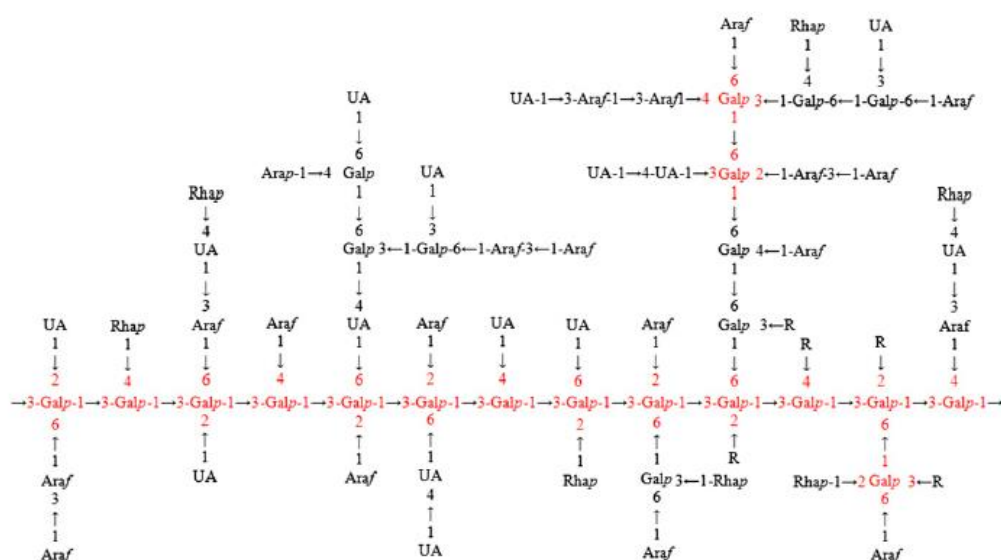 Araf Rhap UA
1 1 1
↓ ↓ ↓
6 4 3
UA UA-1→3-Araf-1→3-Araf1→4 Galp 3←1-Galp-6←1-Galp-6←1-Araf
1 1
↓ ↓
6 6
Arap-1→4 Galp UA UA-1→4-UA-1→3Galp 2←1-Araf-3←1-Araf
Rhap 1 1 1 Rhap
↓ ↓ ↓ ↓ ↓
4 6 3 6 4
UA Galp 3←1-Galp-6←1-Araf-3←1-Araf Galp 4←1-Araf UA
1 1 1 1
↓ ↓ ↓ ↓
3 4 6 3
UA Rhap Araf Araf UA Araf UA UA Araf Galp 3←R R R Araf
1 1 1 1 1 1 1 1 1 1 1
↓ ↓ ↓ ↓ ↓ ↓ ↓ ↓ ↓ ↓ ↓ ↓ ↓
2 4 6 4 6 2 4 6 2 6 4 2 4
→3-Galp-1→3-Galp-1→3-Galp-1→3-Galp-1→3-Galp-1→3-Galp-1→3-Galp-1→3-Galp-1→3-Galp-1→3-Galp-1→3-Galp-1→3-Galp-1→3-Galp-1→
6 2 2 6 2 6 2 6
↑ ↑ ↑ ↑ ↑ ↑ ↑ ↑
1 1 1 1 1 1 R 1
Araf UA Araf UA Rhap Galp 3←1-Rhap Rhap-1→2 Galp 3←R
3 4 6 6
↑ ↑ ↑ ↑
1 1 1 1
Araf UA Araf Araf